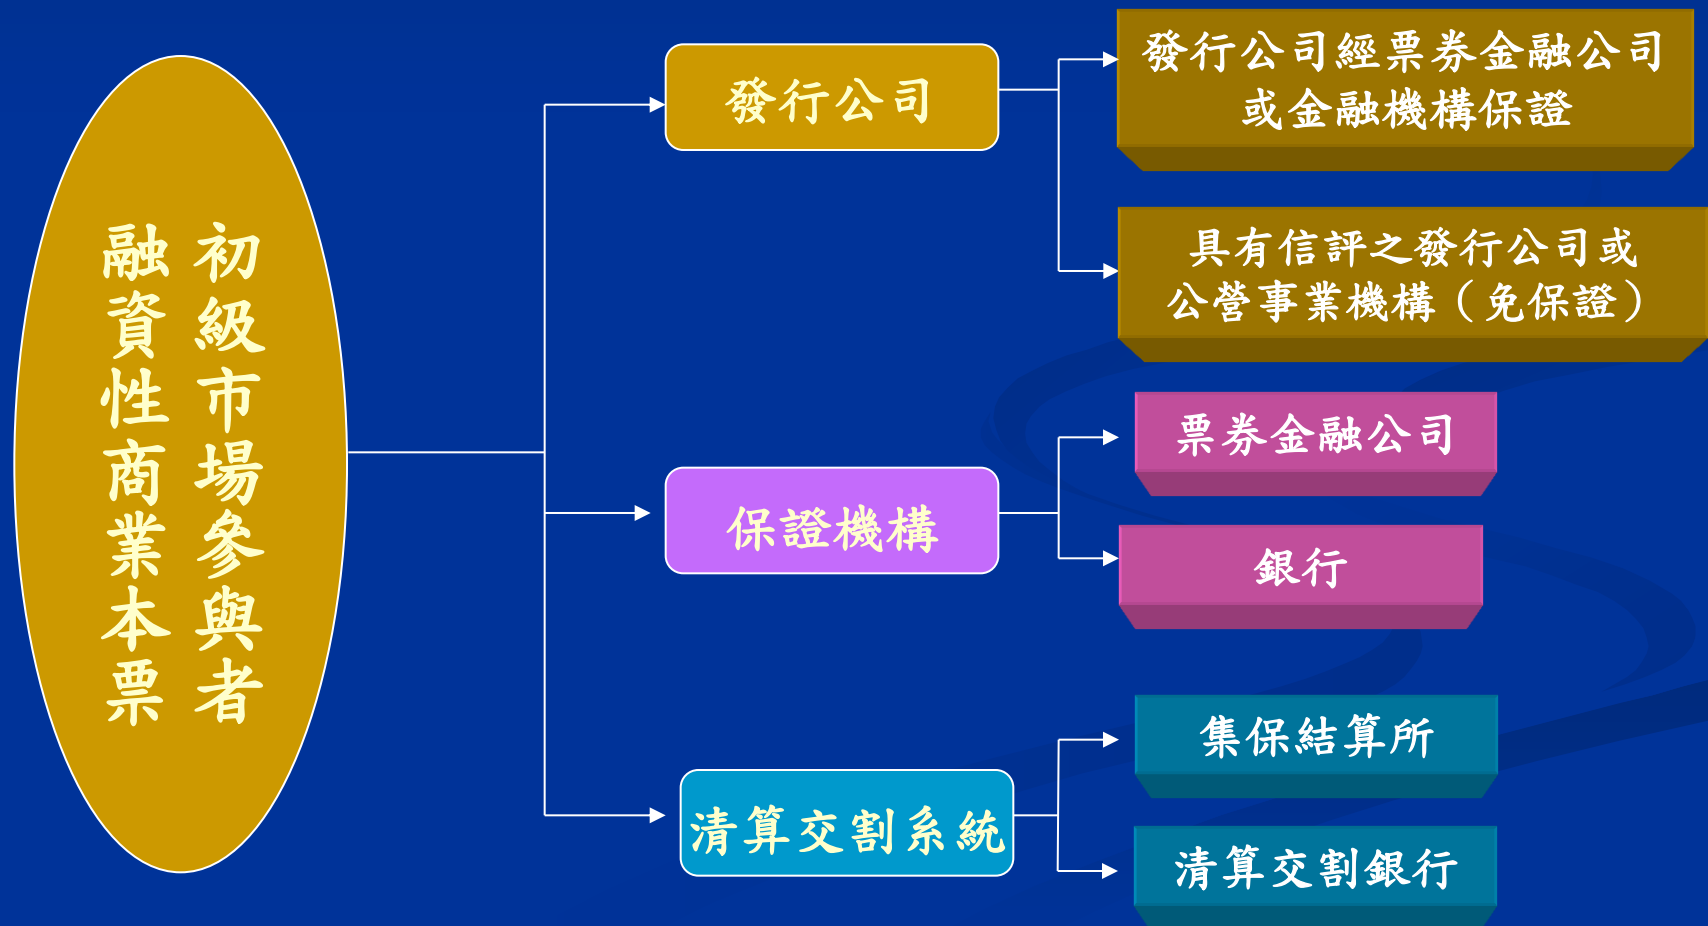 初級市場參與者
融資性商業本票
發行公司
發行公司經票券金融公司
或金融機構保證
具有信評之發行公司或
公營事業機構（免保證）
保證機構
票券金融公司
銀行
清算交割系統
集保結算所
清算交割銀行